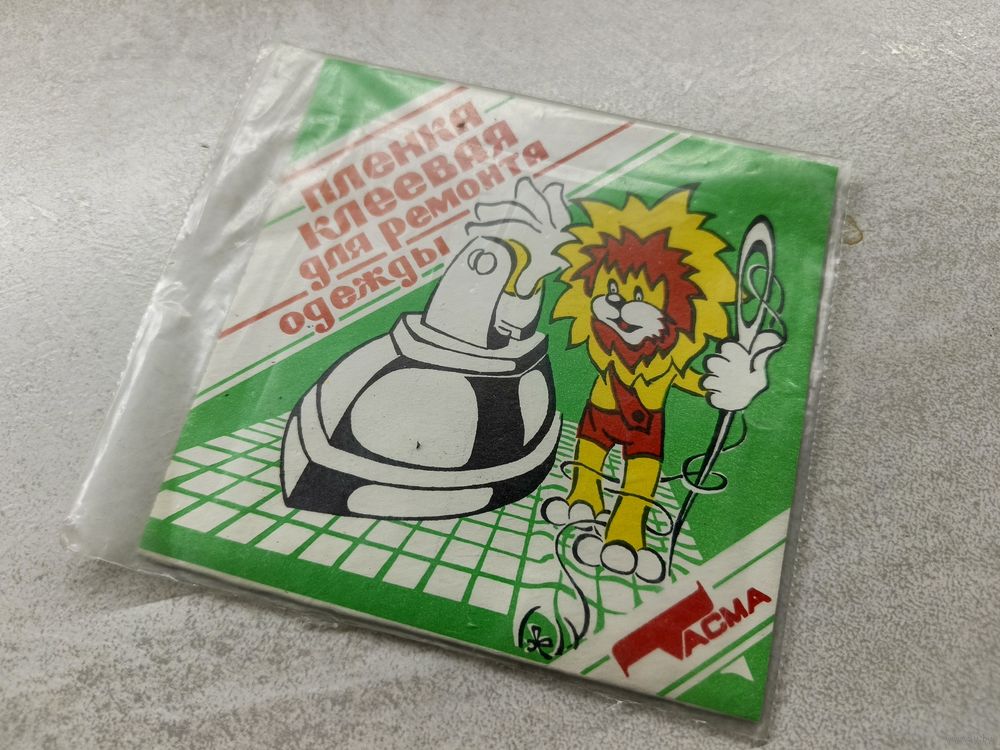 пленка
клеевая
для ремонта
одежды
ТАСМА